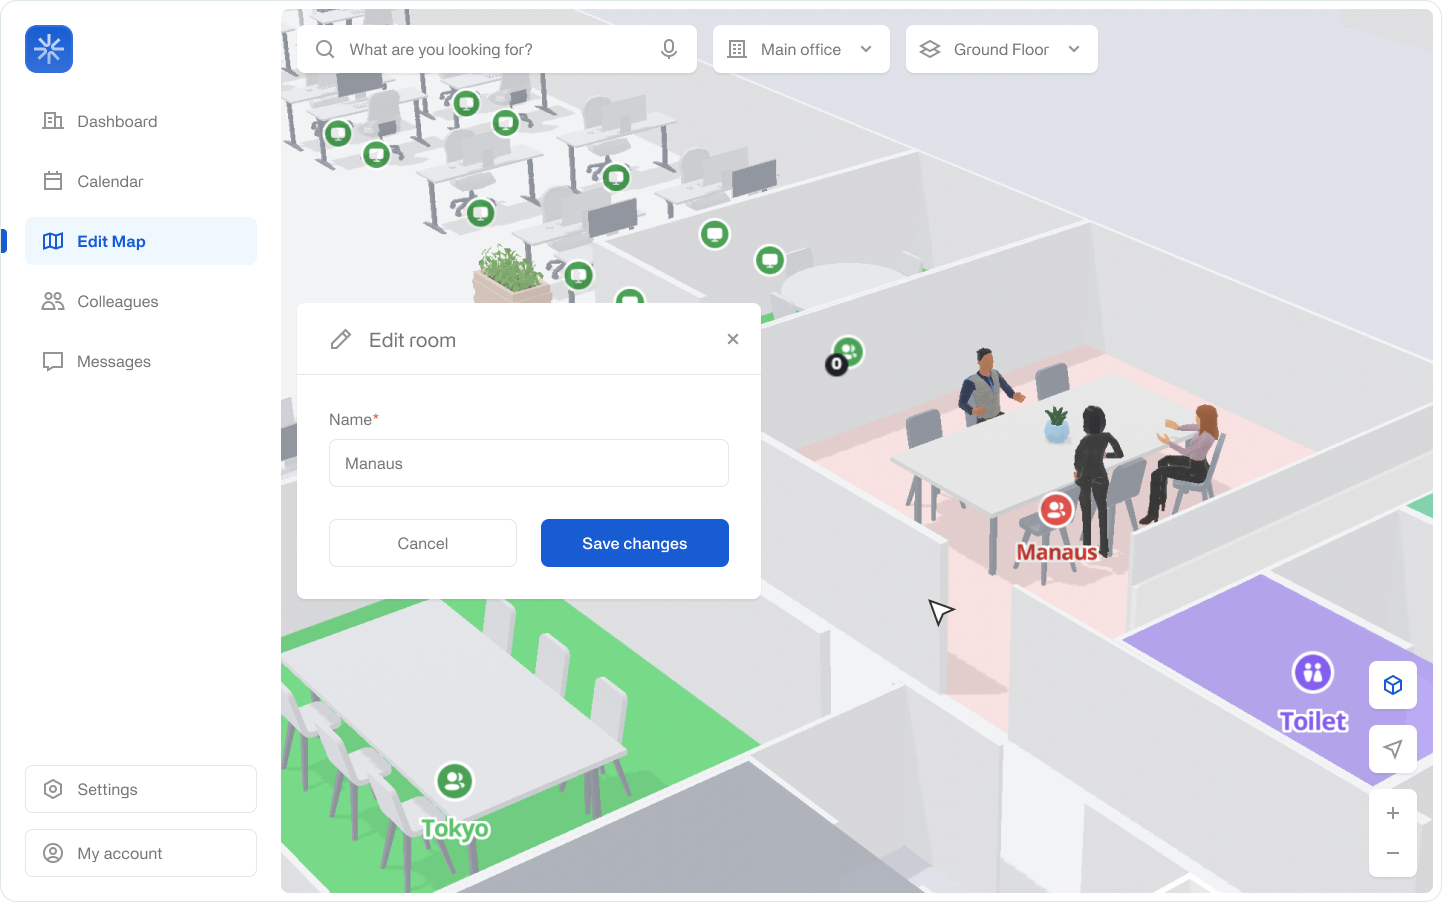 What are you looking for?
Main office
Ground Floor
Dashboard
Calendar
Edit Map
Colleagues
Messages
Edit room
Name*
Manaus
Cancel
Save changes
0
Manaus
Toilet
Tokyo
Settings
My account